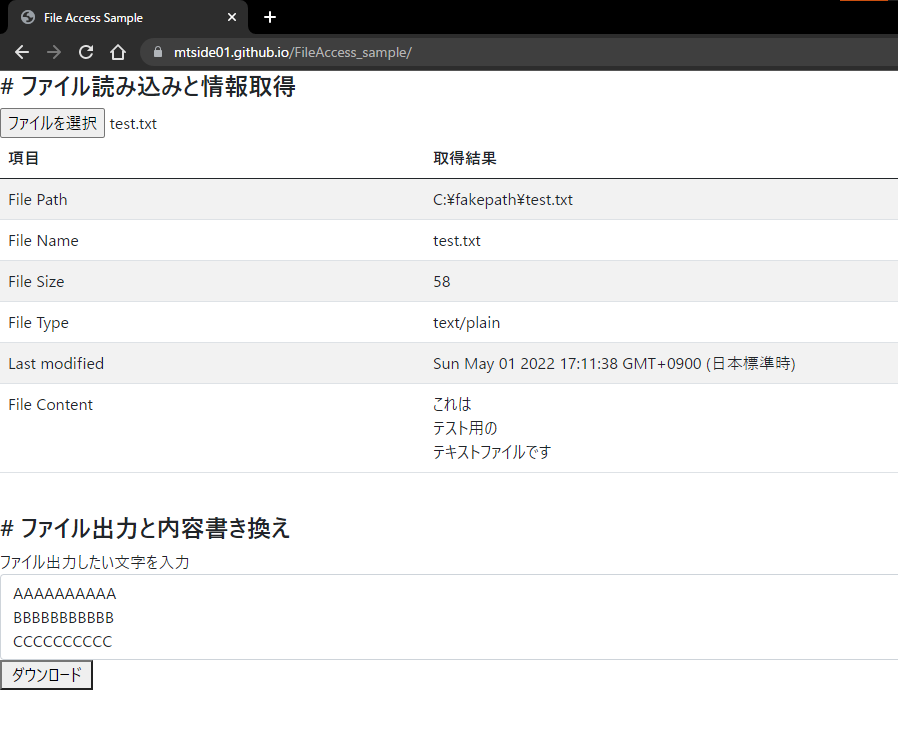 File Access Sample
mtside01.github.io/FileAccess_sample/
# ファイル読み込みと情報取得
ファイルを選択 test.txt
項目 取得結果
File Path C:¥fakepath¥test.txt
File Name test.txt
File Size 58
File Type text/plain
Last modified Sun May 01 2022 17:11:38 GMT+0900 (日本標準時)
File Content これは
テスト用の
テキストファイルです
# ファイル出力と内容書き換え
ファイル出力したい文字を入力
AAAAAAAAAA
BBBBBBBBBBB
CCCCCCCCCC
ダウンロード